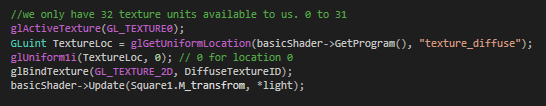 //we only have 32 texture units available to us. 0 to 31
glActiveTexture(GL_TEXTURE0);
GLuint TextureLoc = glGetUniformLocation(basicShader->GetProgram(), "texture_diffuse");
glUniform1i(TextureLoc, 0); // 0 for location 0
glBindTexture(GL_TEXTURE_2D, DiffuseTextureID);
basicShader->Update(Square1.M_transfrom, *light);